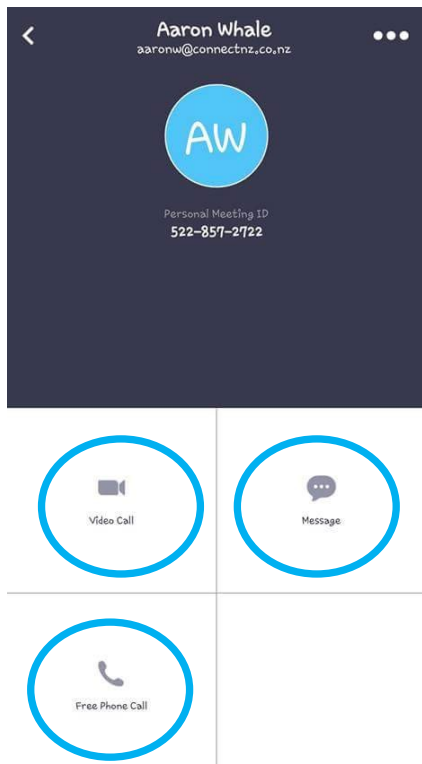 Aaron Whale
aaronw@connectnz.co.nz
AW
Personal Meeting ID
522-857-2722
Video Call
Message
Free Phone Call